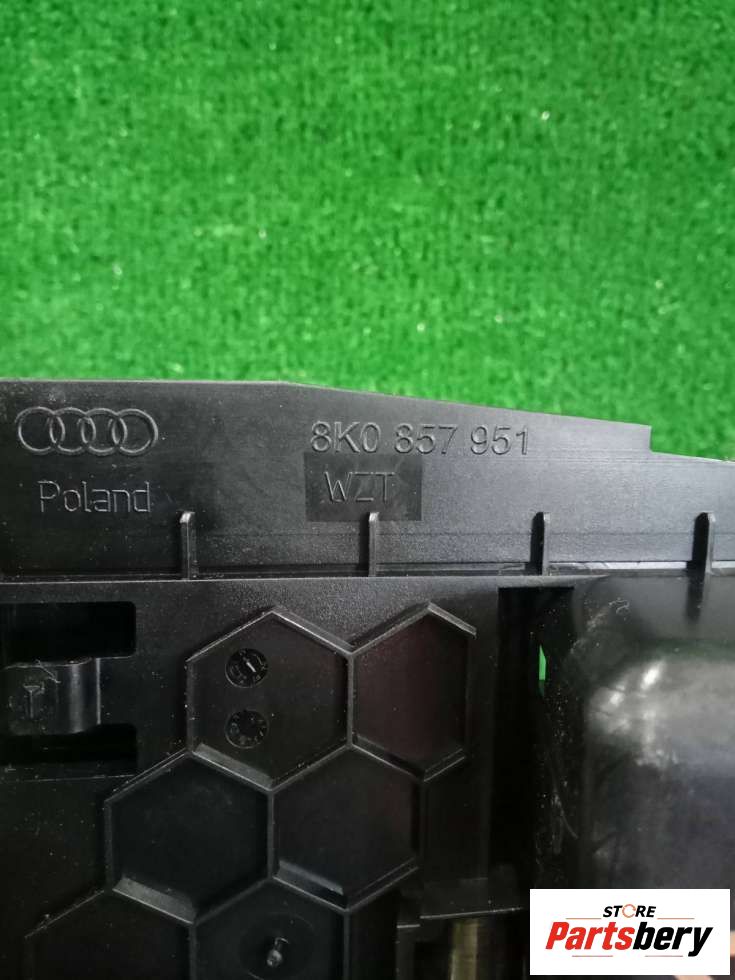 8K0 857 951
Poland
WZT
STORE
Partsbery